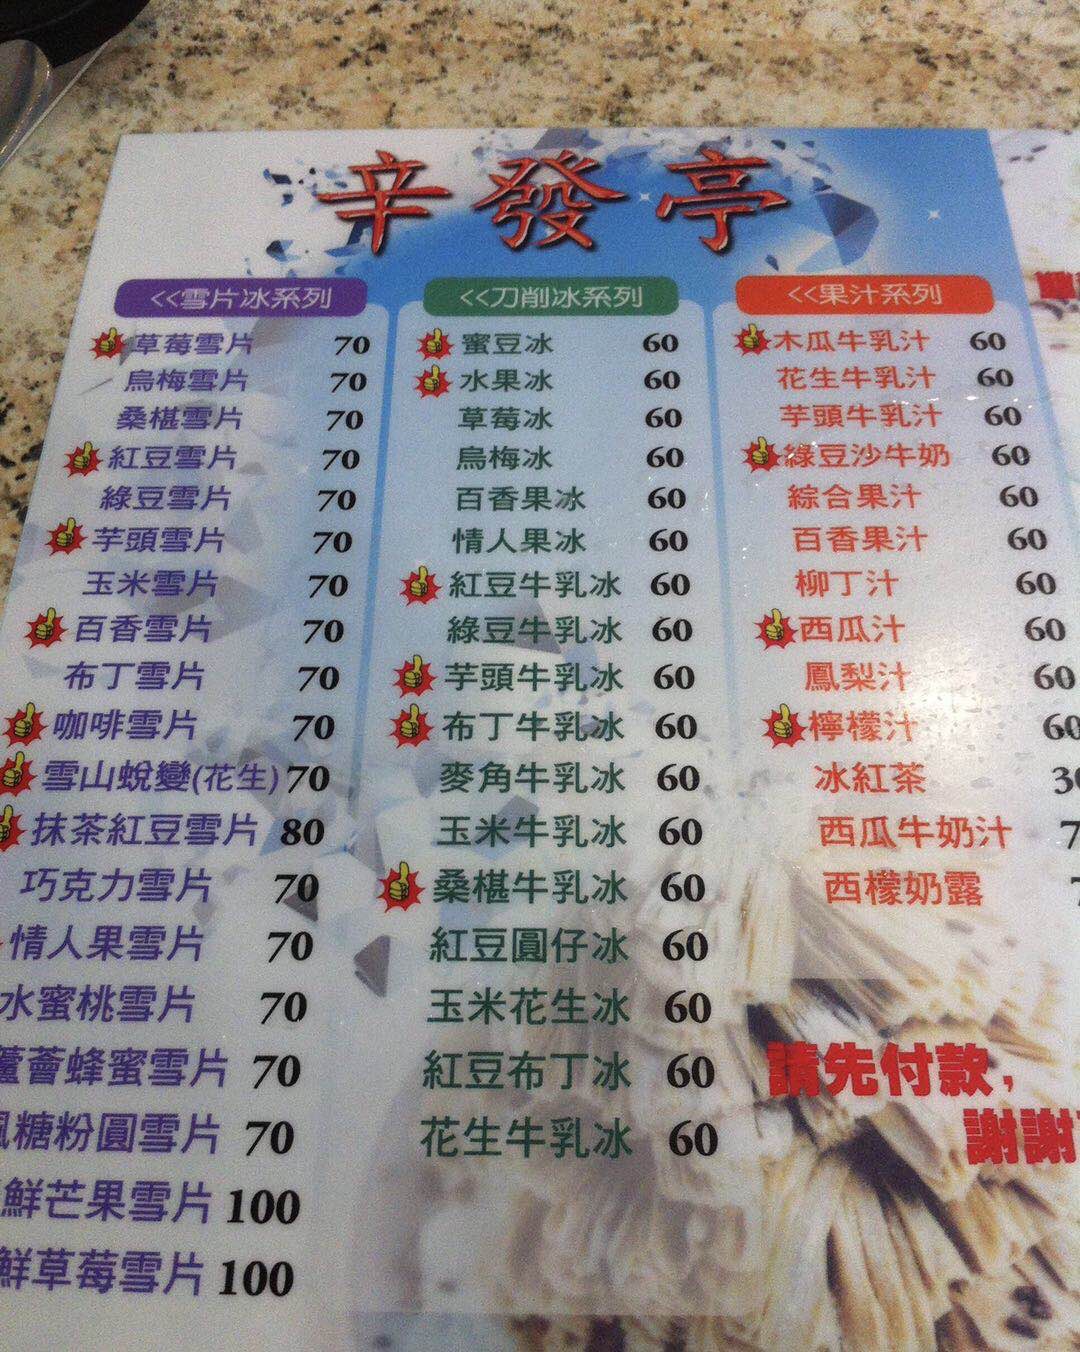 辛發亭
<<雪片冰系列
草莓雪片 70
烏梅雪片 70
桑椹雪片 70
紅豆雪片 70
綠豆雪片 70
芋頭雪片 70
玉米雪片 70
百香雪片 70
布丁雪片 70
咖啡雪片 70
雪山蛻變(花生) 70
抹茶紅豆雪片 80
巧克力雪片 70
情人果雪片 70
水蜜桃雪片 70
蘆薈蜂蜜雪片 70
糖粉圓雪片 70
鮮芒果雪片 100
鮮草莓雪片 100
<<刀削冰系列
蜜豆冰 60
水果冰 60
草莓冰 60
烏梅冰 60
百香果冰 60
情人果冰 60
紅豆牛乳冰 60
綠豆牛乳冰 60
芋頭牛乳冰 60
布丁牛乳冰 60
麥角牛乳冰 60
玉米牛乳冰 60
桑椹牛乳冰 60
紅豆圓仔冰 60
玉米花生冰 60
紅豆布丁冰 60
花生牛乳冰 60
<<果汁系列
木瓜牛乳汁 60
花生牛乳汁 60
芋頭牛乳汁 60
綠豆沙牛奶 60
綜合果汁 60
百香果汁 60
柳丁汁 60
西瓜汁 60
鳳梨汁 60
檸檬汁 60
冰紅茶 30
西瓜牛奶汁 7
西檬奶露
請先付款，
謝謝